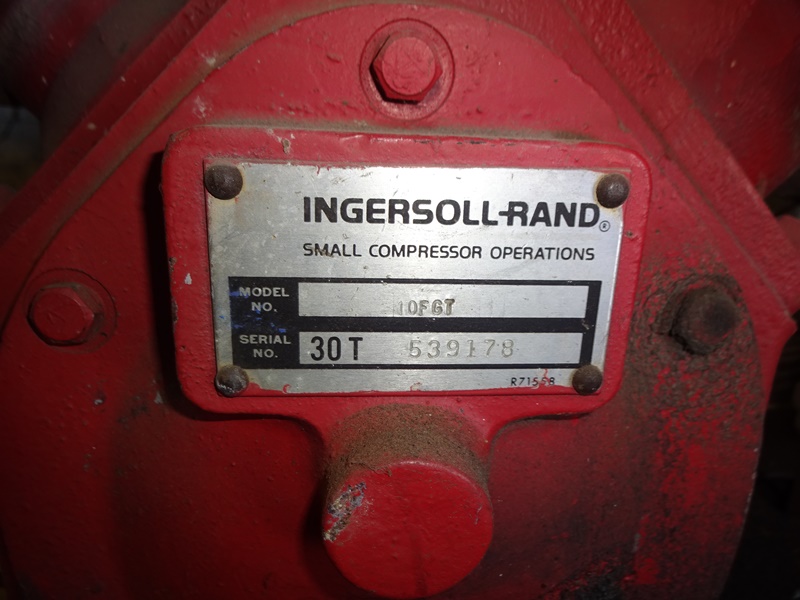 INGERSOLL-RAND®
SMALL COMPRESSOR OPERATIONS
MODEL NO. 10FGT
SERIAL NO. 30T 539178